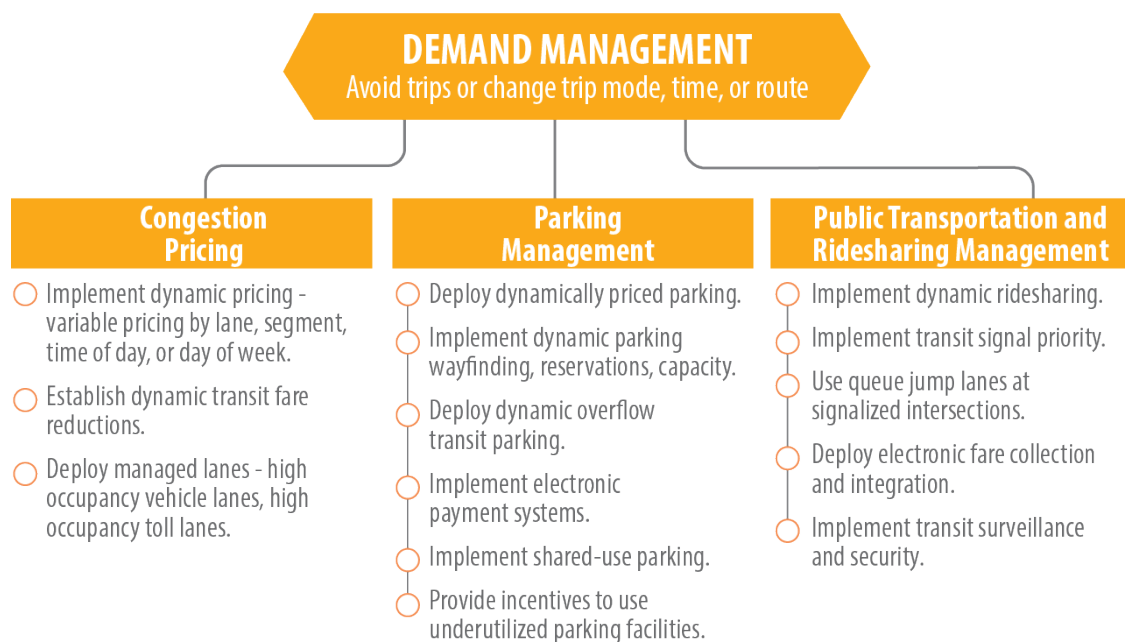 DEMAND MANAGEMENT
Avoid trips or change trip mode, time, or route
Congestion
Pricing
Implement dynamic pricing -
variable pricing by lane, segment,
time of day, or day of week.
Establish dynamic transit fare
reductions.
Deploy managed lanes - high
occupancy vehicle lanes, high
occupancy toll lanes.
Parking
Management
Deploy dynamically priced parking.
Implement dynamic parking
wayfinding, reservations, capacity.
Deploy dynamic overflow
transit parking.
Implement electronic
payment systems.
Implement shared-use parking.
Provide incentives to use
underutilized parking facilities.
Public Transportation and
Ridesharing Management
Implement dynamic ridesharing.
Implement transit signal priority.
Use queue jump lanes at
signalized intersections.
Deploy electronic fare collection
and integration.
Implement transit surveillance
and security.